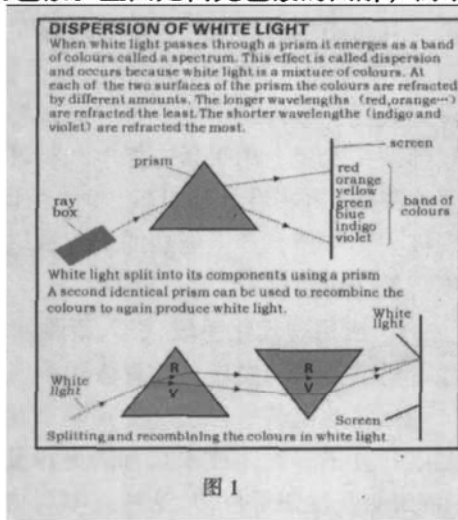 DISPERSION OF WHITE LIGHT
When white light passes through a prism it emerges as a band
of colours called a spectrum. This effect is called dispersion
and occurs because white light is a mixture of colours. At
each of the two surfaces of the prism the colours are refracted
by different amounts. The longer wavelengths (red,orange…)
are refracted the least. The shorter wavelengthe (indigo and
violet) are refracted the most.
screen
prism
red
orange
yellow
green
blue
indigo
violet
band of
colours
ray
box
White light split into its components using a prism
A second identical prism can be used to recombine the
colours to again produce white light.
White
light
R
V
R
V
White
light
Screen
Splitting and recombining the colours in white light
图 1